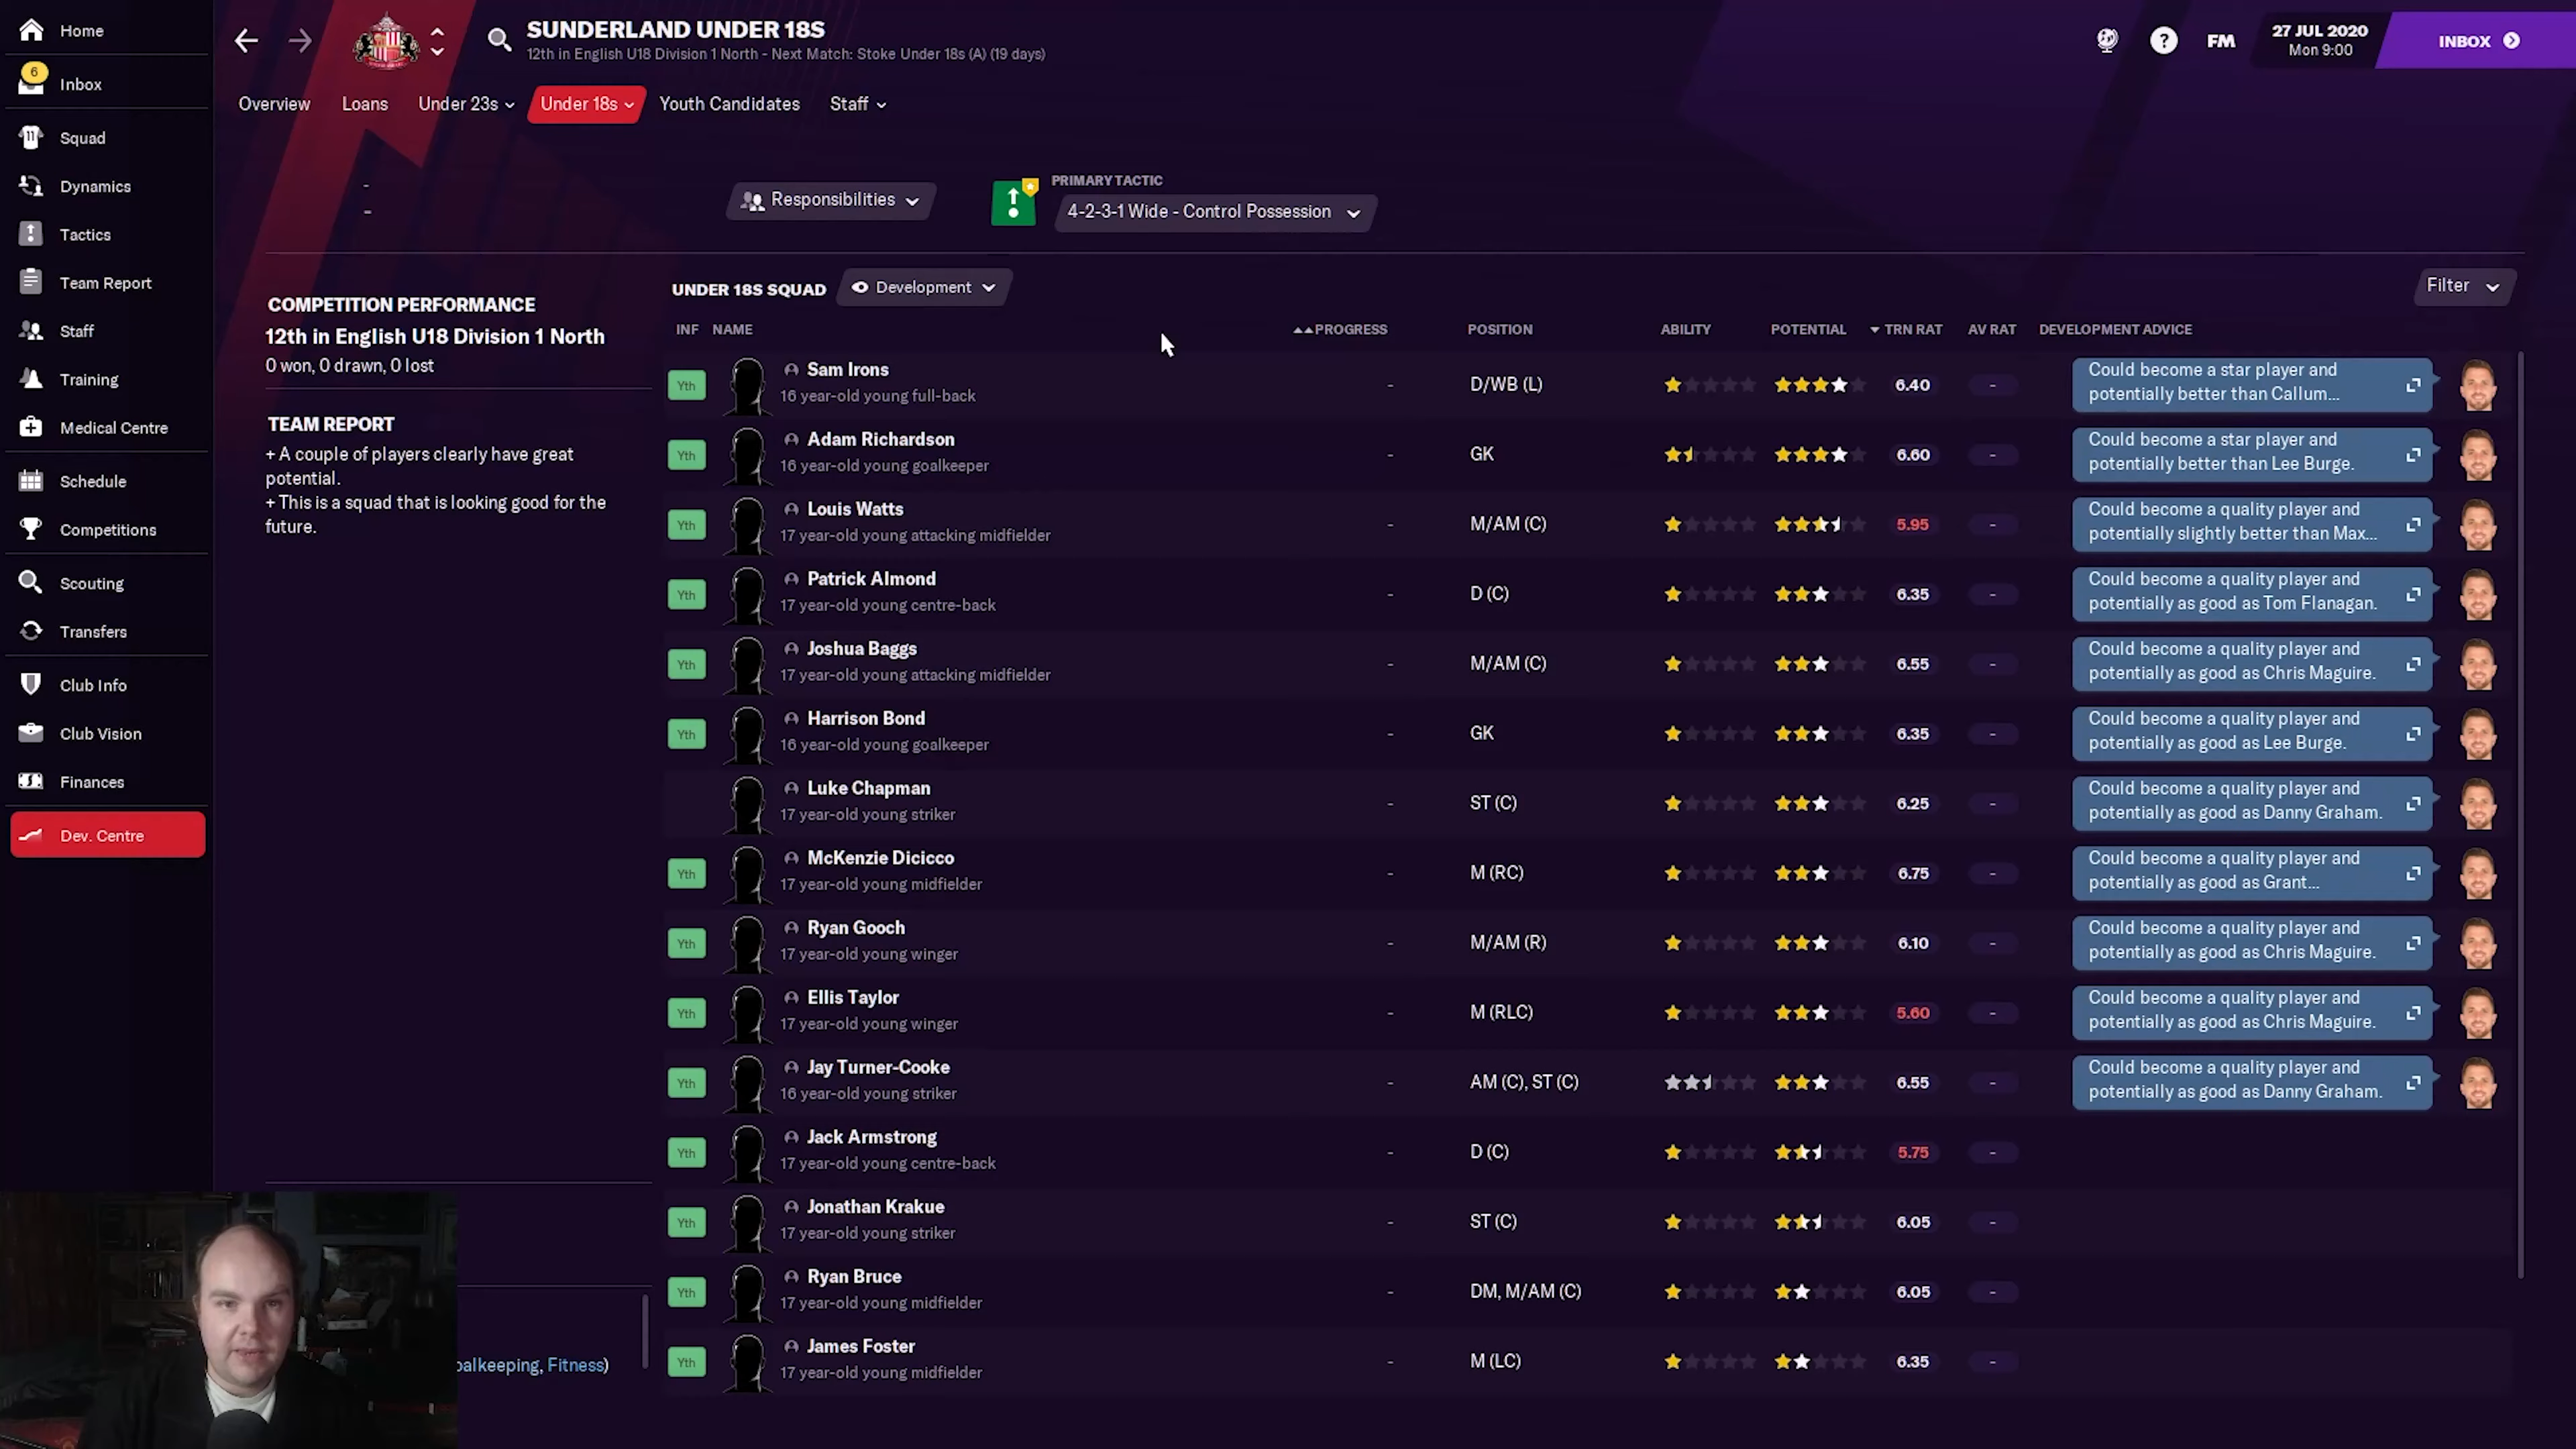 Home
6
Inbox
Squad
Dynamics
Tactics
Team Report
Staff
Training
Medical Centre
Schedule
Competitions
Scouting
Transfers
Club Info
Club Vision
Finances
Dev. Centre
SUNDERLAND UNDER 18S
12th in English U18 Division 1 North - Next Match: Stoke Under 18s (A) (19 days)
?
FM
27 JUL 2020
Mon 9:00
INBOX
Overview Loans Under 23s Under 18s Youth Candidates Staff
-
-
Responsibilities
PRIMARY TACTIC
4-2-3-1 Wide - Control Possession
COMPETITION PERFORMANCE
12th in English U18 Division 1 North
0 won, 0 drawn, 0 lost
TEAM REPORT
+ A couple of players clearly have great
potential.
+ This is a squad that is looking good for the
future.
oalkeeping, Fitness)
UNDER 18S SQUAD Development Filter
INF NAME PROGRESS POSITION ABILITY POTENTIAL TRN RAT AV RAT DEVELOPMENT ADVICE
Yth Sam Irons - D/WB (L) 6.40 - Could become a star player and
16 year-old young full-back potentially better than Callum...
Yth Adam Richardson - GK 6.60 - Could become a star player and
16 year-old young goalkeeper potentially better than Lee Burge.
Yth Louis Watts - M/AM (C) 5.95 - Could become a quality player and
17 year-old young attacking midfielder potentially slightly better than Max...
Yth Patrick Almond - D (C) 6.35 - Could become a quality player and
17 year-old young centre-back potentially as good as Tom Flanagan.
Yth Joshua Baggs - M/AM (C) 6.55 - Could become a quality player and
17 year-old young attacking midfielder potentially as good as Chris Maguire.
Yth Harrison Bond - GK 6.35 - Could become a quality player and
16 year-old young goalkeeper potentially as good as Lee Burge.
Luke Chapman - ST (C) 6.25 - Could become a quality player and
17 year-old young striker potentially as good as Danny Graham.
Yth McKenzie Dicicco - M (RC) 6.75 - Could become a quality player and
17 year-old young midfielder potentially as good as Grant...
Yth Ryan Gooch - M/AM (R) 6.10 - Could become a quality player and
17 year-old young winger potentially as good as Chris Maguire.
Yth Ellis Taylor - M (RLC) 5.60 - Could become a quality player and
17 year-old young winger potentially as good as Chris Maguire.
Yth Jay Turner-Cooke - AM (C), ST (C) 6.55 - Could become a quality player and
16 year-old young striker potentially as good as Danny Graham.
Yth Jack Armstrong - D (C) 5.75 -
17 year-old young centre-back
Yth Jonathan Krakue - ST (C) 6.05 -
17 year-old young striker
Yth Ryan Bruce - DM, M/AM (C) 6.05 -
17 year-old young midfielder
Yth James Foster - M (LC) 6.35 -
17 year-old young midfielder